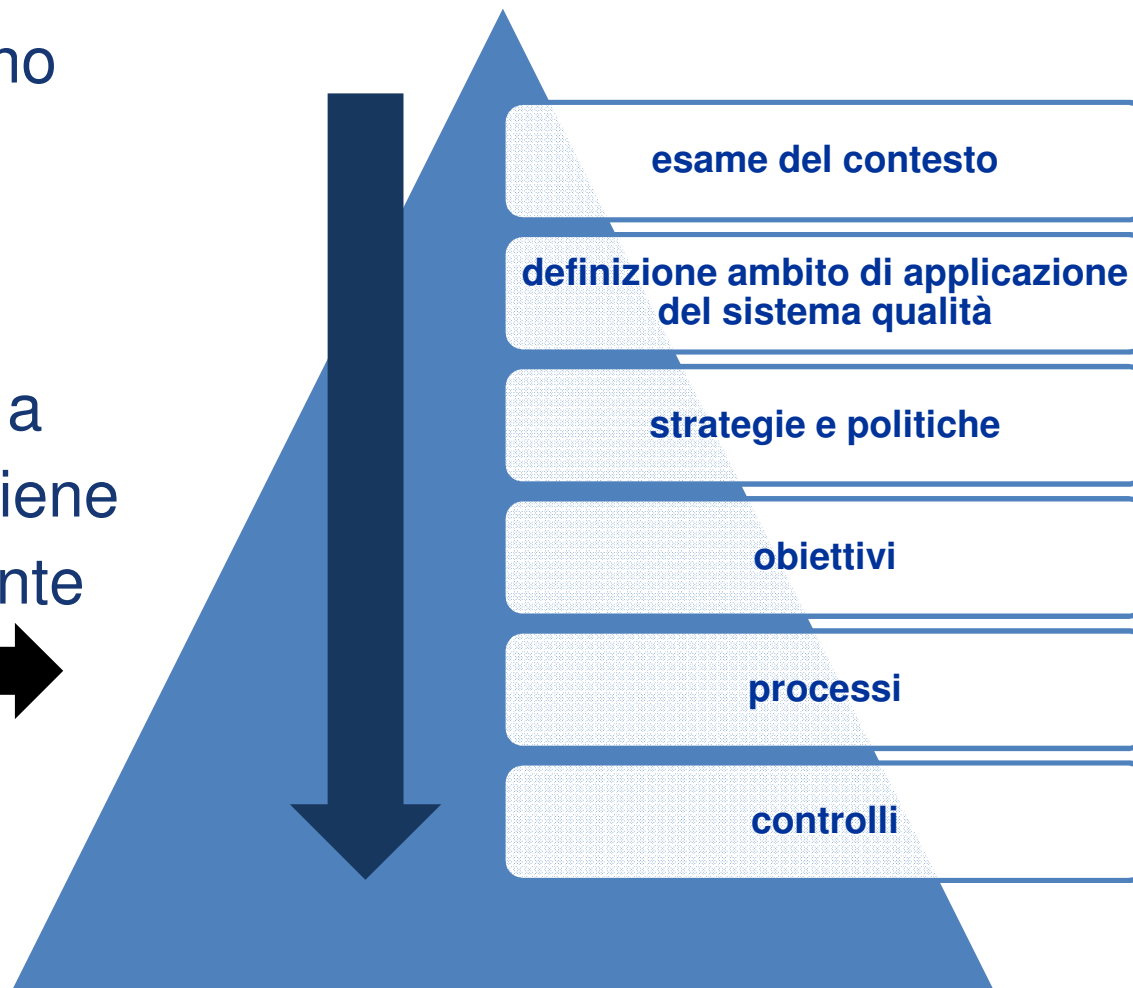 no
a
iene
nte
esame del contesto
definizione ambito di applicazione
del sistema qualità
strategie e politiche
obiettivi
processi
controlli